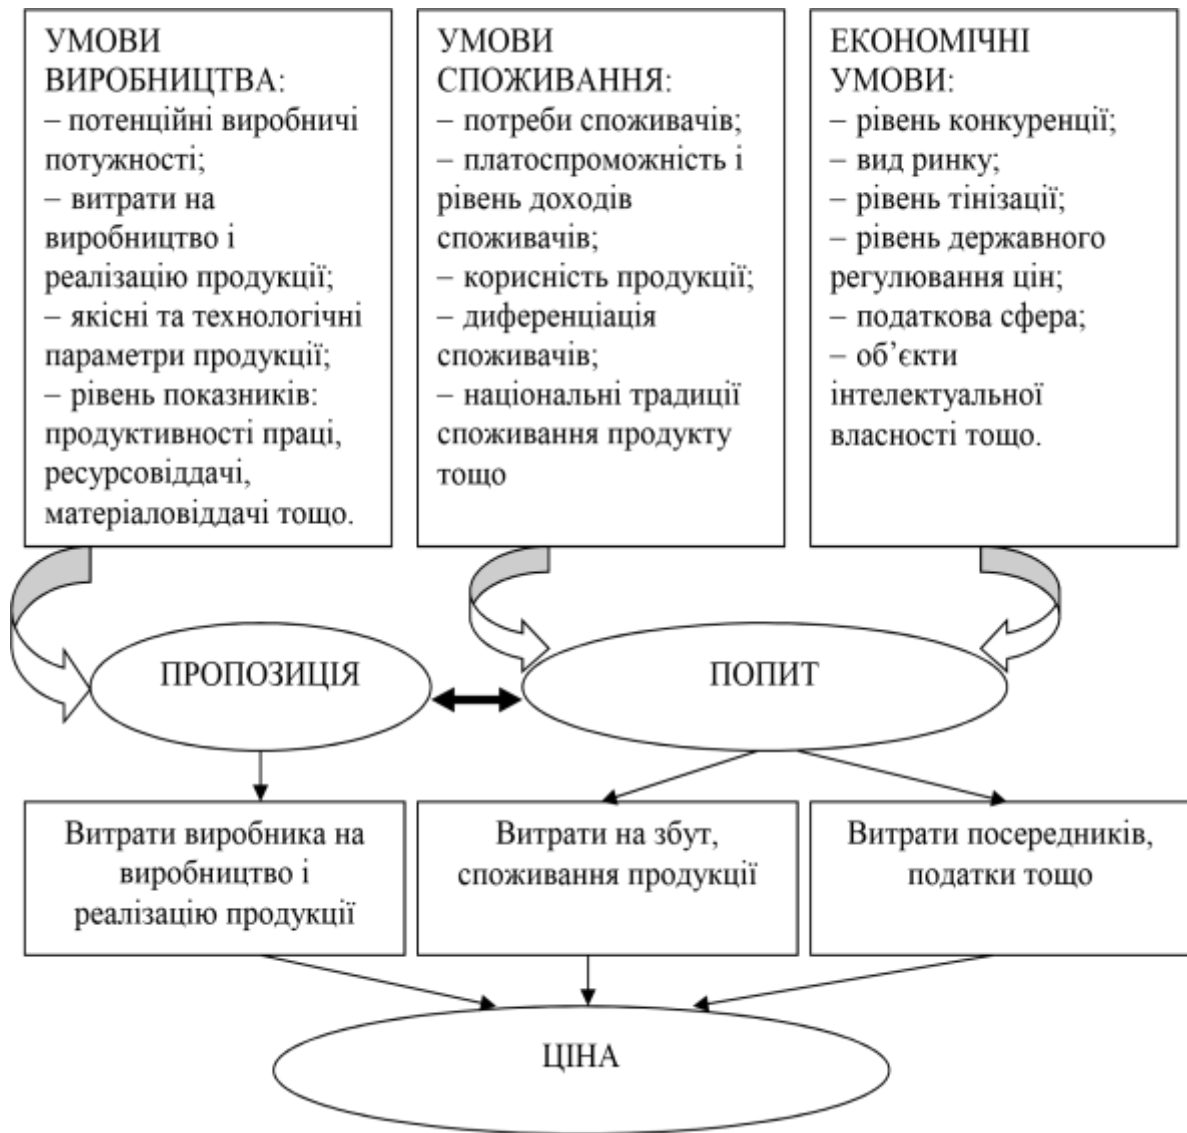 УМОВИ
ВИРОБНИЦТВА:
– потенційні виробничі
потужності;
– витрати на
виробництво і
реалізацію продукції;
– якісні та технологічні
параметри продукції;
– рівень показників:
продуктивності праці,
ресурсовіддачі,
матеріаловіддачі тощо.
УМОВИ
СПОЖИВАННЯ:
– потреби споживачів;
– платоспроможність і
рівень доходів
споживачів;
– корисність продукції;
– диференціація
споживачів;
– національні традиції
споживання продукту
тощо
ЕКОНОМІЧНІ
УМОВИ:
– рівень конкуренції;
– вид ринку;
– рівень тінізації;
– рівень державного
регулювання цін;
– податкова сфера;
– об’єкти
інтелектуальної
власності тощо.
ПРОПОЗИЦІЯ
ПОПИТ
Витрати виробника на
виробництво і
реалізацію продукції
Витрати на збут,
споживання продукції
Витрати посередників,
податки тощо
ЦІНА